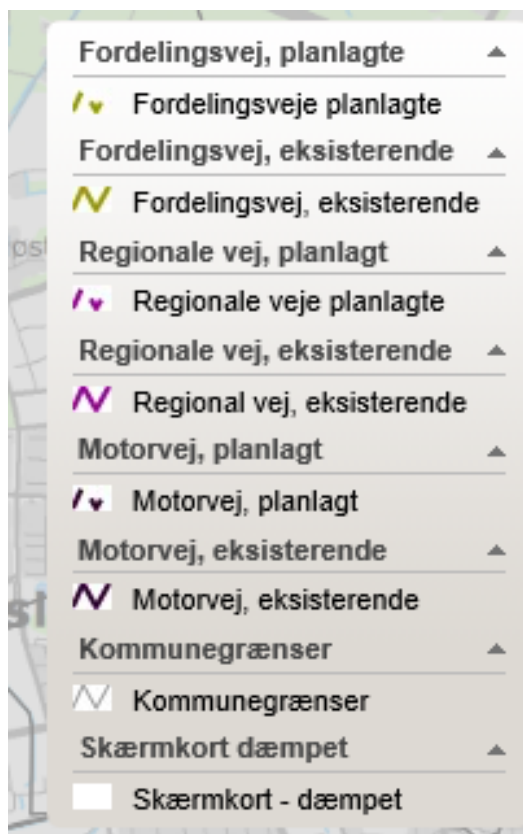 Fordelingsvej, planlagte
Fordelingsveje planlagte
Fordelingsvej, eksisterende
Fordelingsvej, eksisterende
Regionale vej, planlagt
Regionale veje planlagte
Regionale vej, eksisterende
Regional vej, eksisterende
Motorvej, planlagt
Motorvej, planlagt
Motorvej, eksisterende
Motorvej, eksisterende
Kommunegrænser
Kommunegrænser
Skærmkort dæmpet
Skærmkort - dæmpet